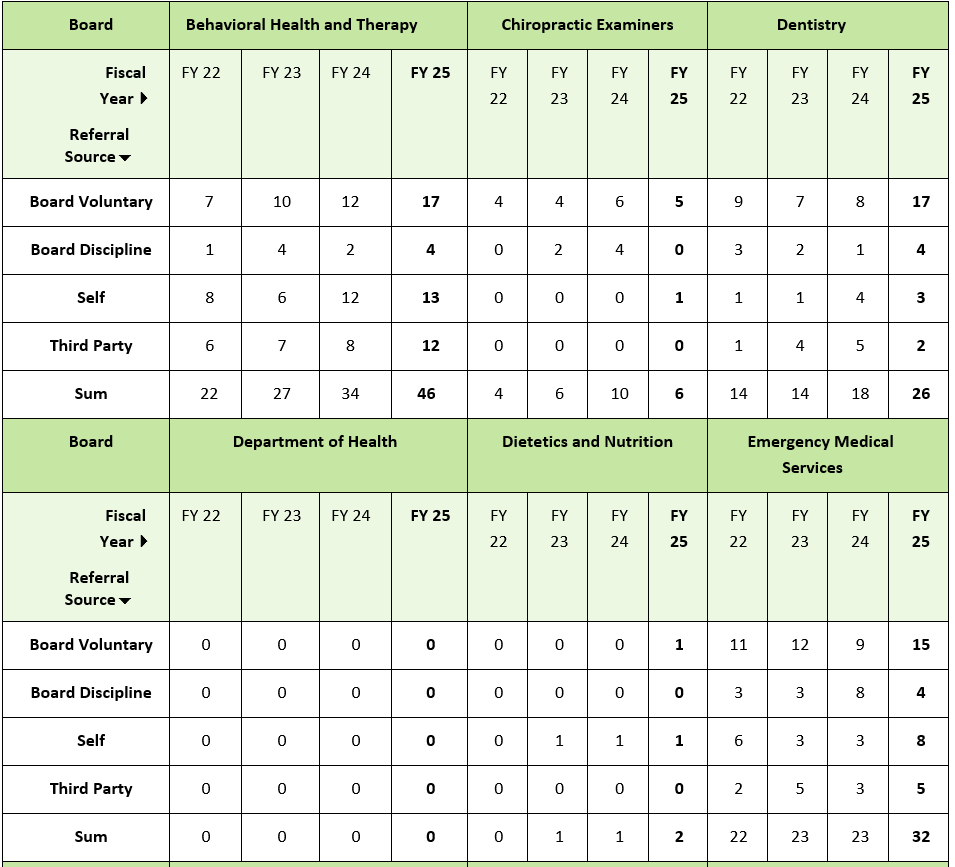 Board Behavioral Health and Therapy Chiropractic Examiners Dentistry
Fiscal FY 22 FY 23 FY 24 FY 25 FY FY FY FY FY FY FY FY
Year 22 23 24 25 22 23 24 25
Referral
Source
Board Voluntary 7 10 12 17 4 4 6 5 9 7 8 17
Board Discipline 1 4 2 4 0 2 4 0 3 2 1 4
Self 8 6 12 13 0 0 0 1 1 1 4 3
Third Party 6 7 8 12 0 0 0 0 1 4 5 2
Sum 22 27 34 46 4 6 10 6 14 14 18 26
Board Department of Health Dietetics and Nutrition Emergency Medical
Services
Fiscal FY 22 FY 23 FY 24 FY 25 FY FY FY FY FY FY FY FY
Year 22 23 24 25 22 23 24 25
Referral
Source
Board Voluntary 0 0 0 0 0 0 0 1 11 12 9 15
Board Discipline 0 0 0 0 0 0 0 0 3 3 8 4
Self 0 0 0 0 0 1 1 1 6 3 3 8
Third Party 0 0 0 0 0 0 0 0 2 5 3 5
Sum 0 0 0 0 0 1 1 2 22 23 23 32